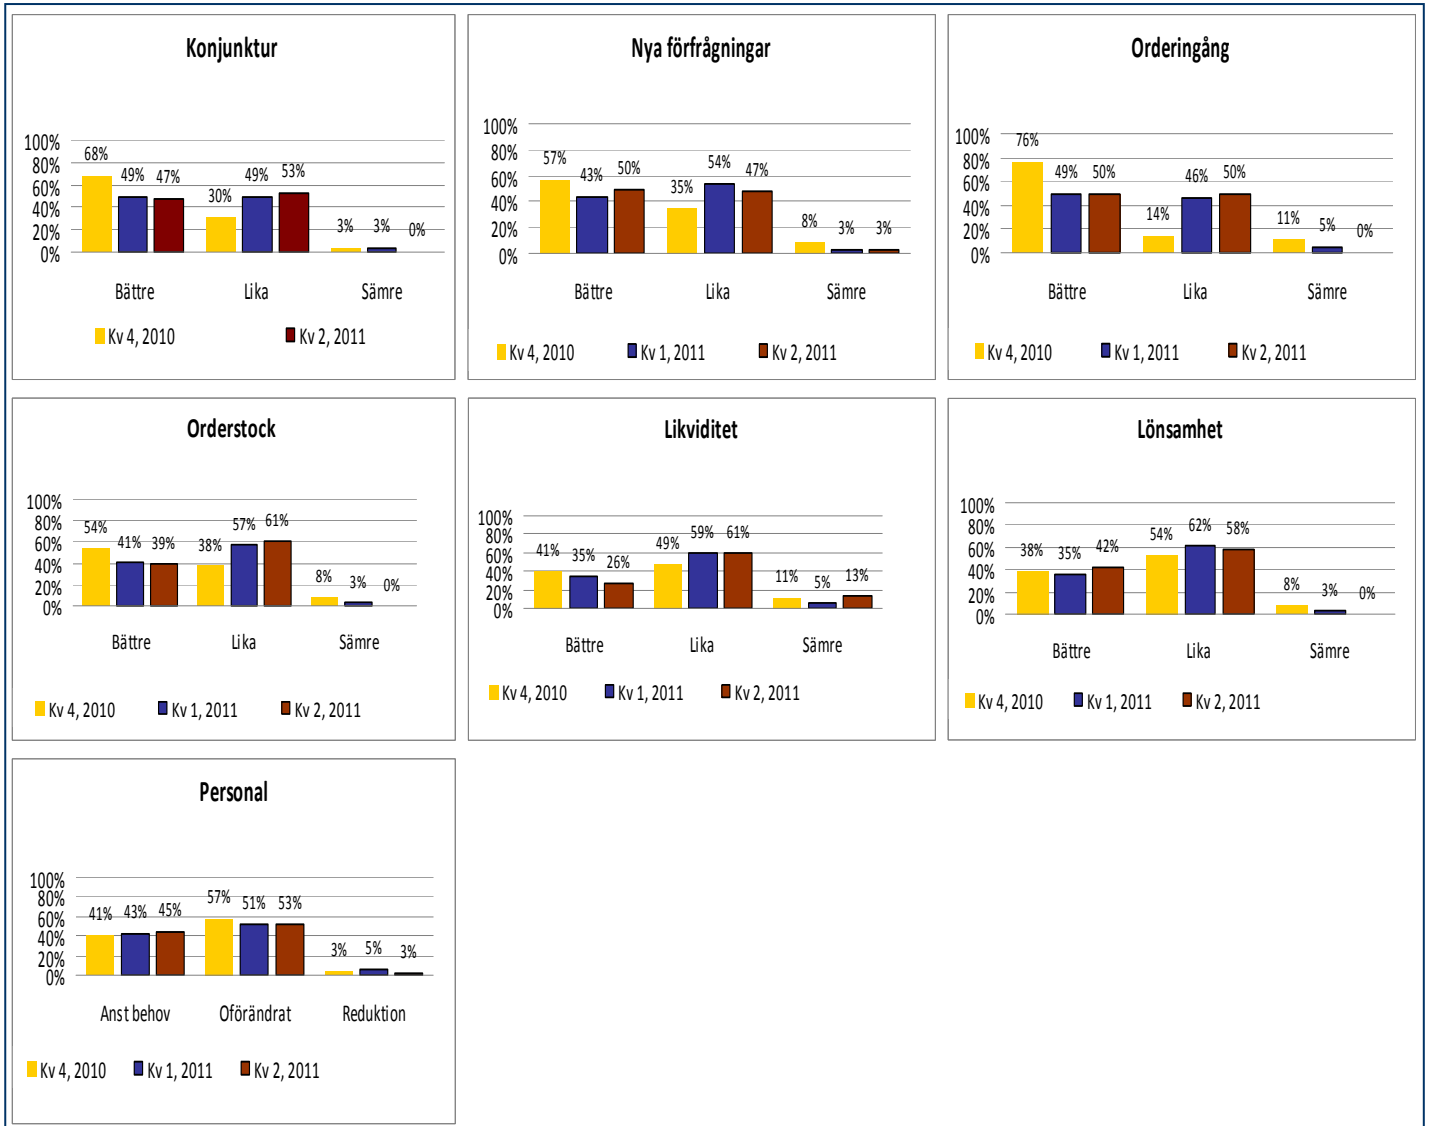 Konjunktur
100%
80%
60%
40%
20%
0%
68%
49%
47%
30%
49%
53%
3%
3%
0%
Bättre
Lika
Sämre
Kv 4, 2010
Kv 2, 2011
Nya förfrågningar
100%
80%
60%
40%
20%
0%
57%
43%
50%
35%
54%
47%
8%
3%
3%
Bättre
Lika
Sämre
Kv 4, 2010
Kv 1, 2011
Kv 2, 2011
Orderingång
100%
80%
60%
40%
20%
0%
76%
49%
50%
14%
46%
50%
11%
5%
0%
Bättre
Lika
Sämre
Kv 4, 2010
Kv 1, 2011
Kv 2, 2011
Orderstock
100%
80%
60%
40%
20%
0%
54%
41%
39%
38%
57%
61%
8%
3%
0%
Bättre
Lika
Sämre
Kv 4, 2010
Kv 1, 2011
Kv 2, 2011
Likviditet
100%
80%
60%
40%
20%
0%
41%
35%
26%
49%
59%
61%
11%
5%
13%
Bättre
Lika
Sämre
Kv 4, 2010
Kv 1, 2011
Kv 2, 2011
Lönsamhet
100%
80%
60%
40%
20%
0%
38%
35%
42%
54%
62%
58%
8%
3%
0%
Bättre
Lika
Sämre
Kv 4, 2010
Kv 1, 2011
Kv 2, 2011
Personal
100%
80%
60%
40%
20%
0%
41%
43%
45%
57%
51%
53%
3%
5%
3%
Anst behov
Oförändrat
Reduktion
Kv 4, 2010
Kv 1, 2011
Kv 2, 2011